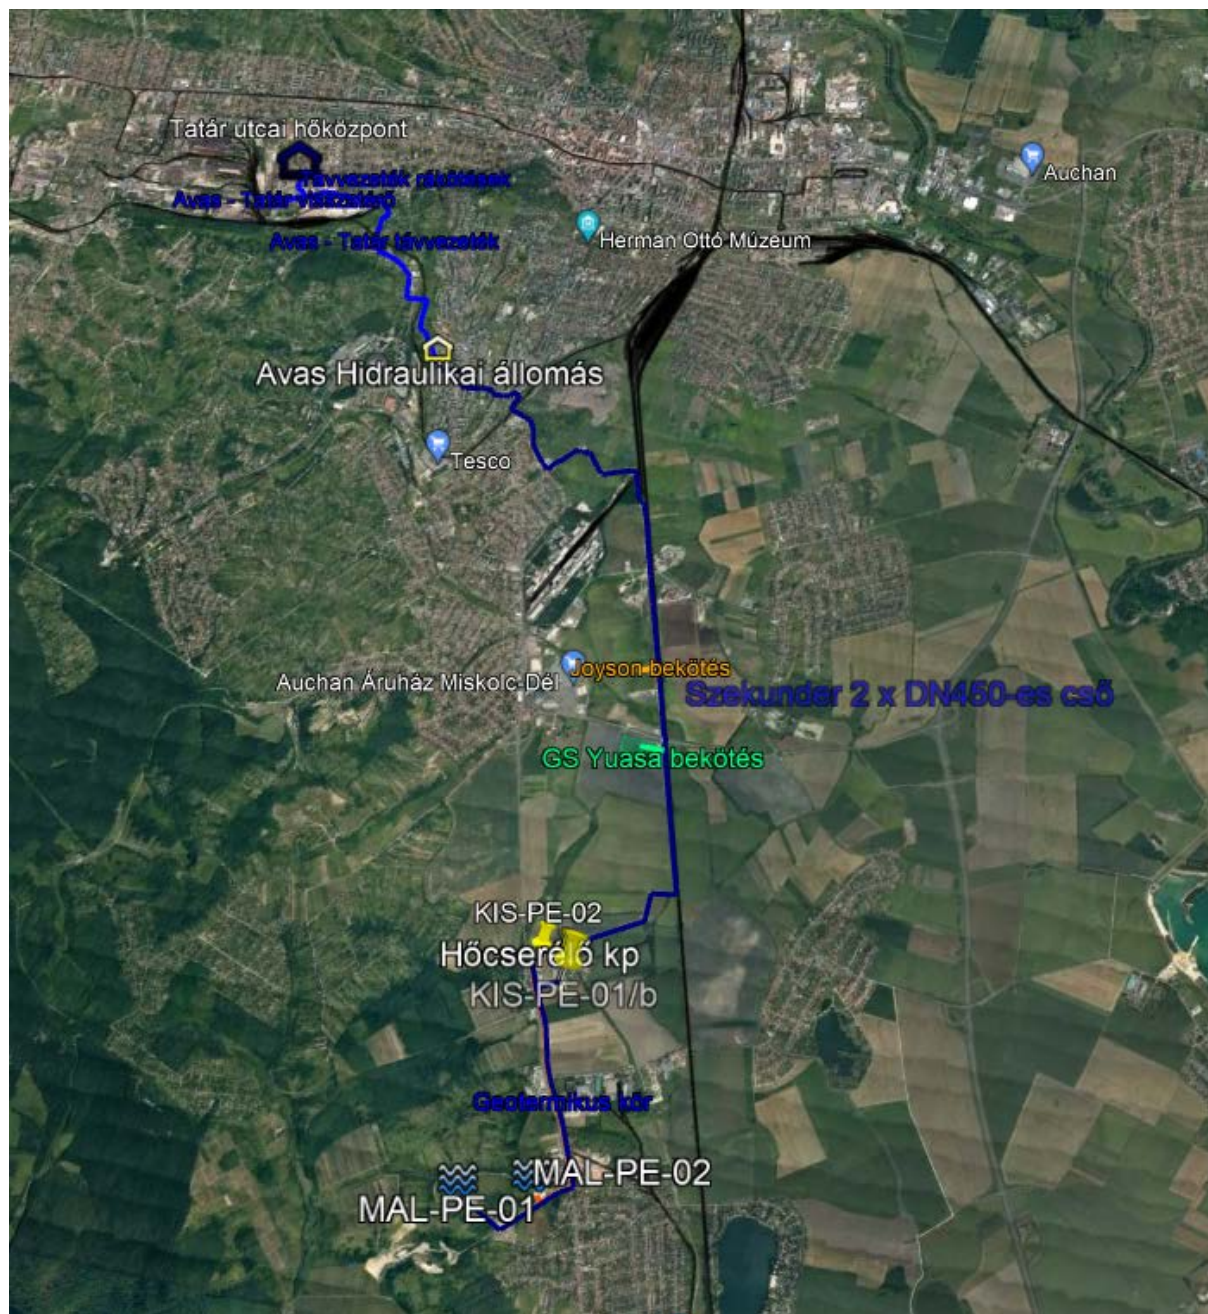 Tatár utcai hőközpont
Auchan
Távvezeték rákötések
Avas - Tatár visszatérő
Avas - Tatár távvezeték
Herman Ottó Múzeum
Avas Hidraulikai állomás
Tesco
Joyson bekötés
Auchan Áruház Miskolc-Dél
Szekunder 2 x DN450-es cső
GS Yuasa bekötés
KIS-PE-02
Hőcserélő kp
KIS-PE-01/b
Geotermikus kör
MAL-PE-02
MAL-PE-01